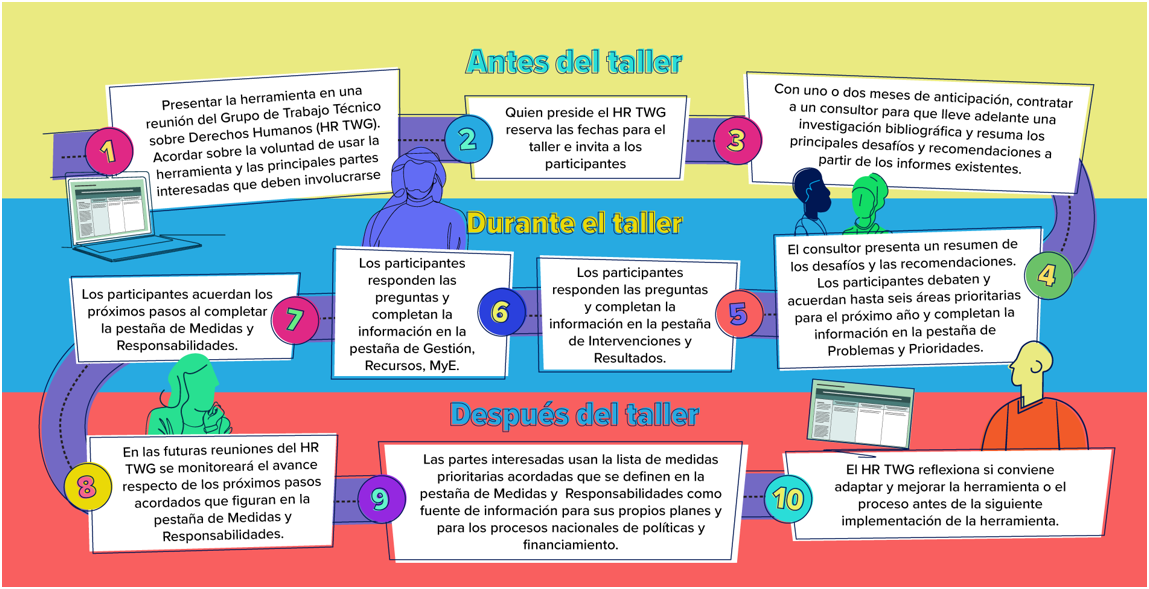 Antes del taller
1
Presentar la herramienta en una
reunión del Grupo de Trabajo Técnico
sobre Derechos Humanos (HR TWG).
Acordar sobre la voluntad de usar la
herramienta y las principales partes
interesadas que deben involucrarse
2
Quien preside el HR TWG
reserva las fechas para el
taller e invita a los
participantes
3
Con uno o dos meses de anticipación, contratar
a un consultor para que lleve adelante una
investigación bibliográfica y resuma los
principales desafíos y recomendaciones a
partir de los informes existentes.
Durante el taller
4
El consultor presenta un resumen de
los desafíos y las recomendaciones.
Los participantes debaten y
acuerdan hasta seis áreas prioritarias
para el próximo año y completan la
información en la pestaña de
Problemas y Prioridades.
5
Los participantes
responden las preguntas
y completan la
información en la pestaña
de Intervenciones y
Resultados.
6
Los participantes
responden las
preguntas y
completan la
información en la
pestaña de Gestión,
Recursos, MyE.
7
Los participantes acuerdan los
próximos pasos al completar
la pestaña de Medidas y
Responsabilidades.
Después del taller
8
En las futuras reuniones del HR
TWG se monitoreará el avance
respecto de los próximos pasos
acordados que figuran en la
pestaña de Medidas y
Responsabilidades.
9
Las partes interesadas usan la lista de medidas
prioritarias acordadas que se definen en la
pestaña de Medidas y Responsabilidades como
fuente de información para sus propios planes y
para los procesos nacionales de políticas y
financiamiento.
10
El HR TWG reflexiona si conviene
adaptar y mejorar la herramienta o el
proceso antes de la siguiente
implementación de la herramienta.